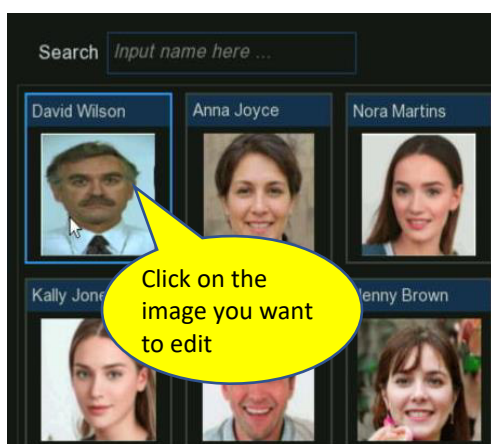 Search Input name here ...
David Wilson
Anna Joyce
Nora Martins
Click on the
image you want
to edit
Kally
Brown